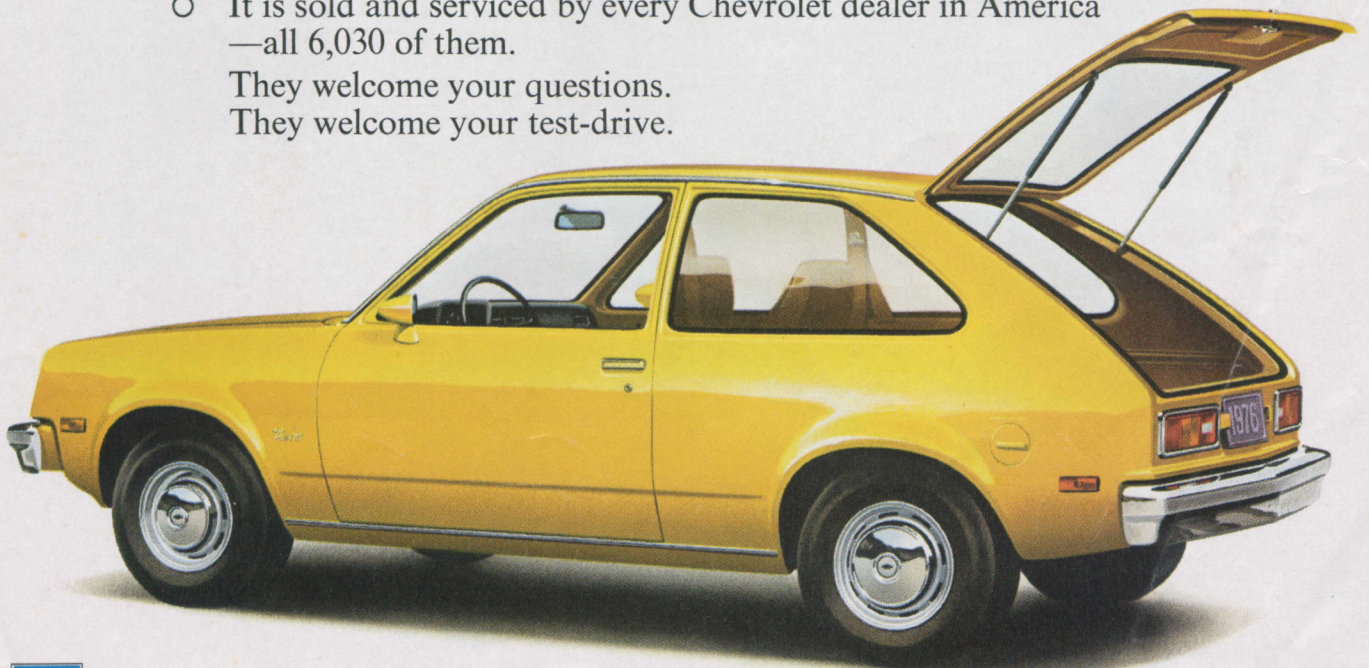 It is sold and serviced by every Chevrolet dealer in America
—all 6,030 of them.
They welcome your questions.
They welcome your test-drive.
1976